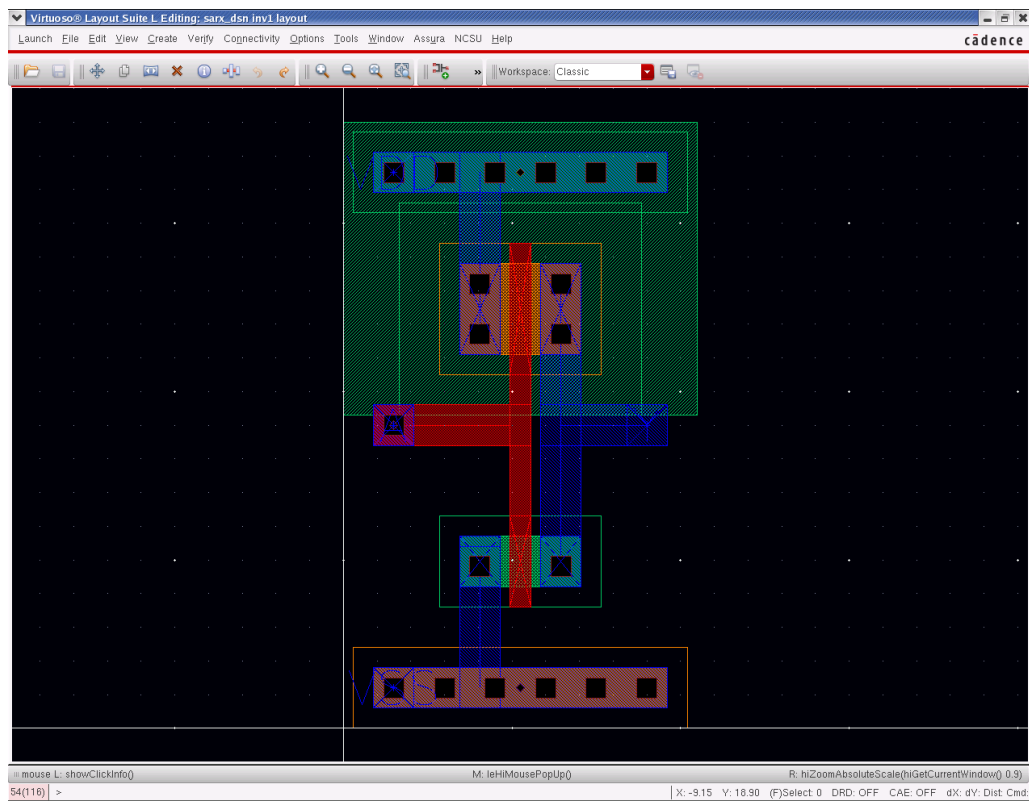 Virtuoso® Layout Suite L Editing: sarx_dsn inv1 layout
Launch File Edit View Create Verify Connectivity Options Tools Window Assura NCSU Help
cādence
» Workspace: Classic
VDD
Y
VSS
mouse L: showClickInfo() M: leHiMousePopUp() R: hiZoomAbsoluteScale(hiGetCurrentWindow() 0.9)
54(116) > X: -9.15 Y: 18.90 (F)Select: 0 DRD: OFF CAE: OFF dX: dY: Dist: Cmd: